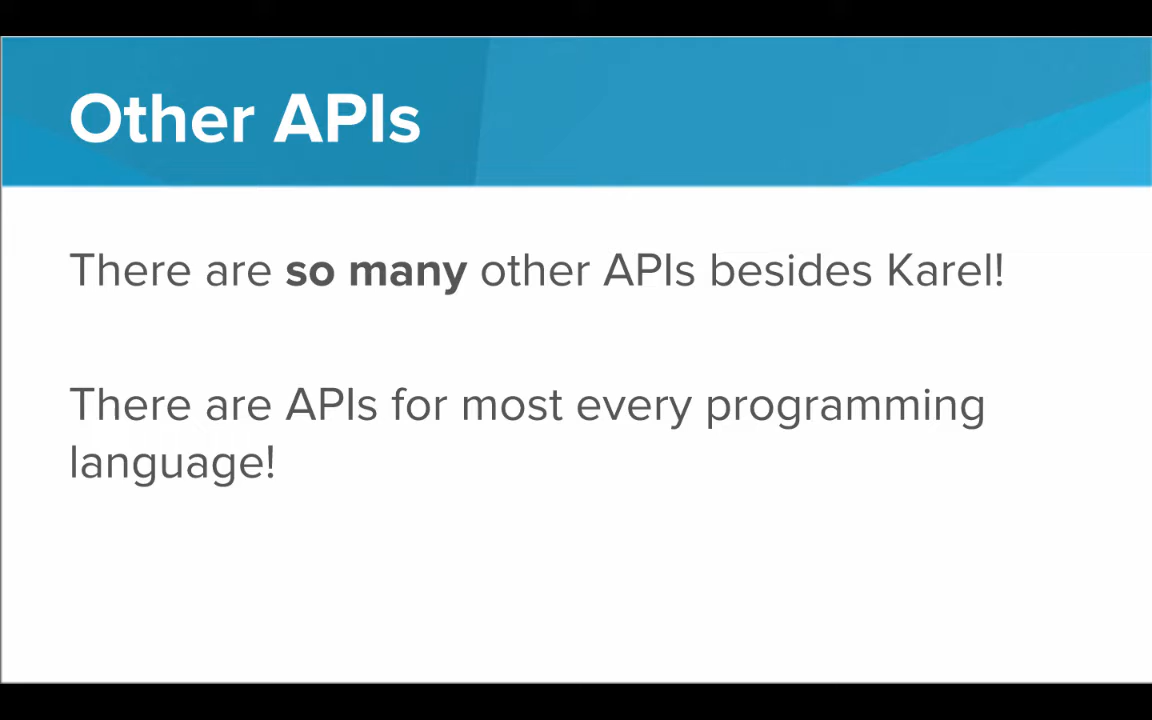 Other APIs
There are so many other APIs besides Karel!
There are APIs for most every programming
language!